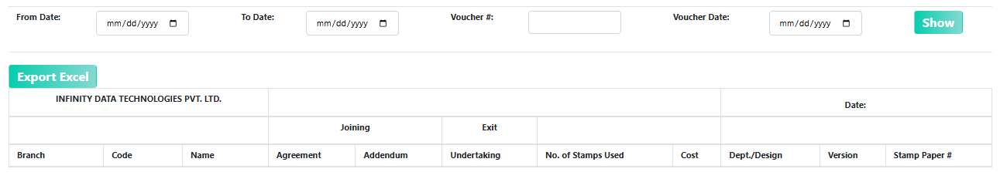 From Date: mm/dd/yyyy To Date: mm/dd/yyyy Voucher #: Voucher Date: mm/dd/yyyy Show
Export Excel
INFINITY DATA TECHNOLOGIES PVT. LTD. Date:
Joining Exit
Branch Code Name Agreement Addendum Undertaking No. of Stamps Used Cost Dept./Design Version Stamp Paper #